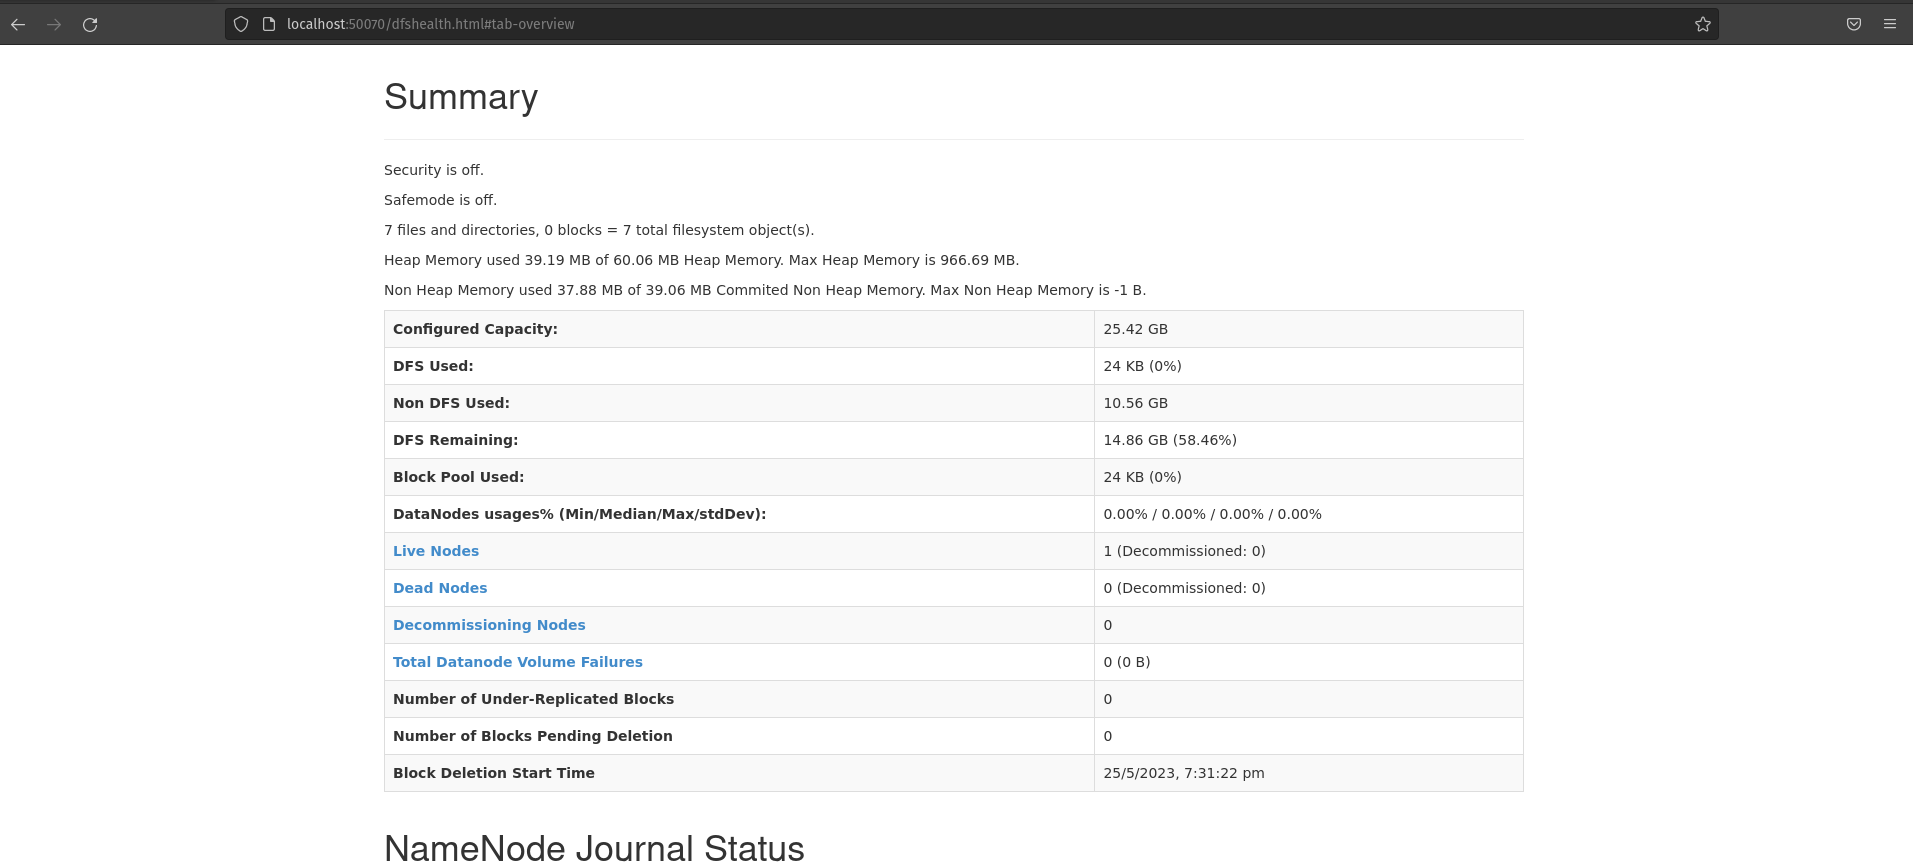 localhost:50070/dfshealth.html#tab-overview
Summary
Security is off.
Safemode is off.
7 files and directories, 0 blocks = 7 total filesystem object(s).
Heap Memory used 39.19 MB of 60.06 MB Heap Memory. Max Heap Memory is 966.69 MB.
Non Heap Memory used 37.88 MB of 39.06 MB Commited Non Heap Memory. Max Non Heap Memory is -1 B.
Configured Capacity: 25.42 GB
DFS Used: 24 KB (0%)
Non DFS Used: 10.56 GB
DFS Remaining: 14.86 GB (58.46%)
Block Pool Used: 24 KB (0%)
DataNodes usages% (Min/Median/Max/stdDev): 0.00% / 0.00% / 0.00% / 0.00%
Live Nodes 1 (Decommissioned: 0)
Dead Nodes 0 (Decommissioned: 0)
Decommissioning Nodes 0
Total Datanode Volume Failures 0 (0 B)
Number of Under-Replicated Blocks 0
Number of Blocks Pending Deletion 0
Block Deletion Start Time 25/5/2023, 7:31:22 pm
NameNode Journal Status